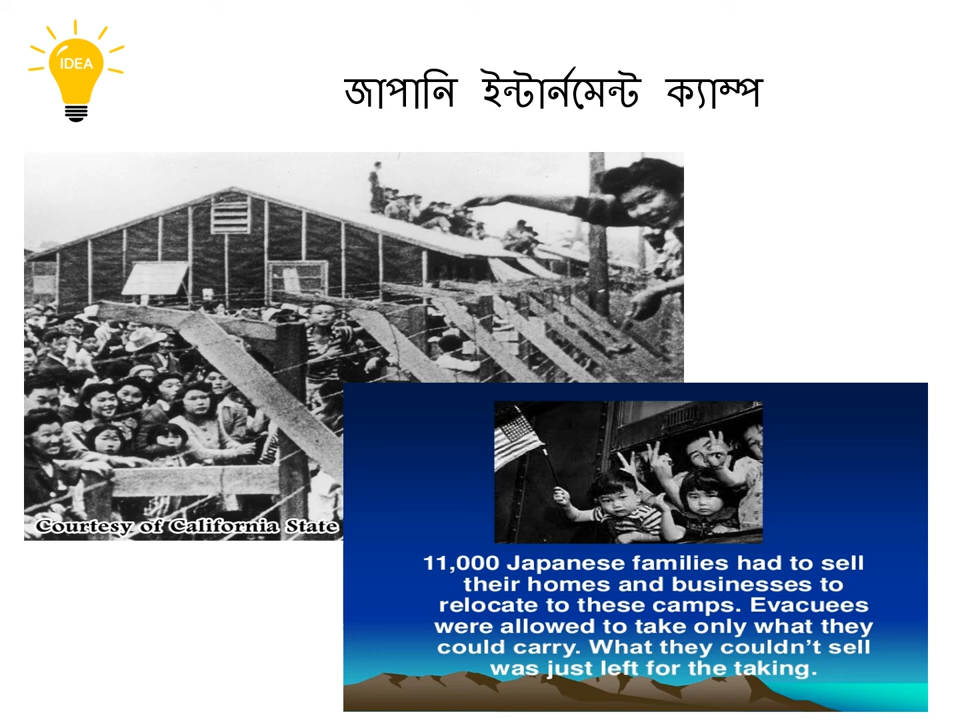 IDEA
জাপানি ইন্টার্নমেন্ট ক্যাম্প
Courtesy of California State
11,000 Japanese families had to sell
their homes and businesses to
relocate to these camps. Evacuees
were allowed to take only what they
could carry. What they couldn't sell
was just left for the taking.